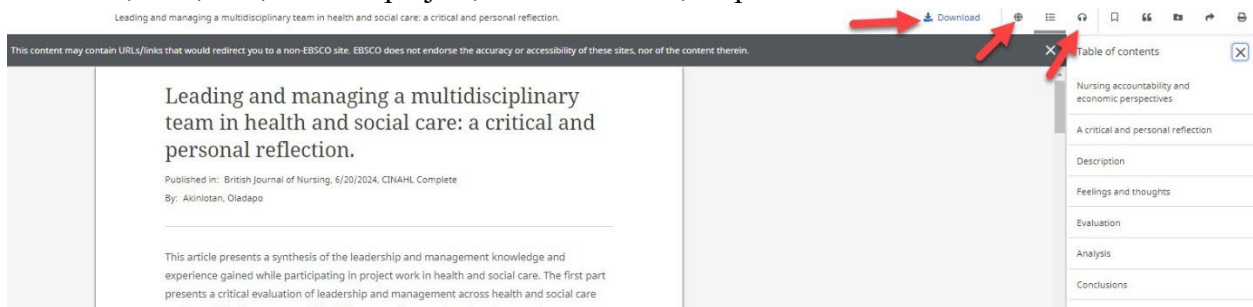 Leading and managing a multidisciplinary team in health and social care: a critical and personal reflection.
Download
This content may contain URLs/links that would redirect you to a non-EBSCO site. EBSCO does not endorse the accuracy or accessibility of these sites, nor of the content therein.
Leading and managing a multidisciplinary
team in health and social care: a critical and
personal reflection.
Published in: British Journal of Nursing, 6/20/2024, CINAHL Complete
By: Akinlotan, Oladapo
This article presents a synthesis of the leadership and management knowledge and
experience gained while participating in project work in health and social care. The first part
presents a critical evaluation of leadership and management across health and social care
Table of contents
Nursing accountability and
economic perspectives
A critical and personal reflection
Description
Feelings and thoughts
Evaluation
Analysis
Conclusions